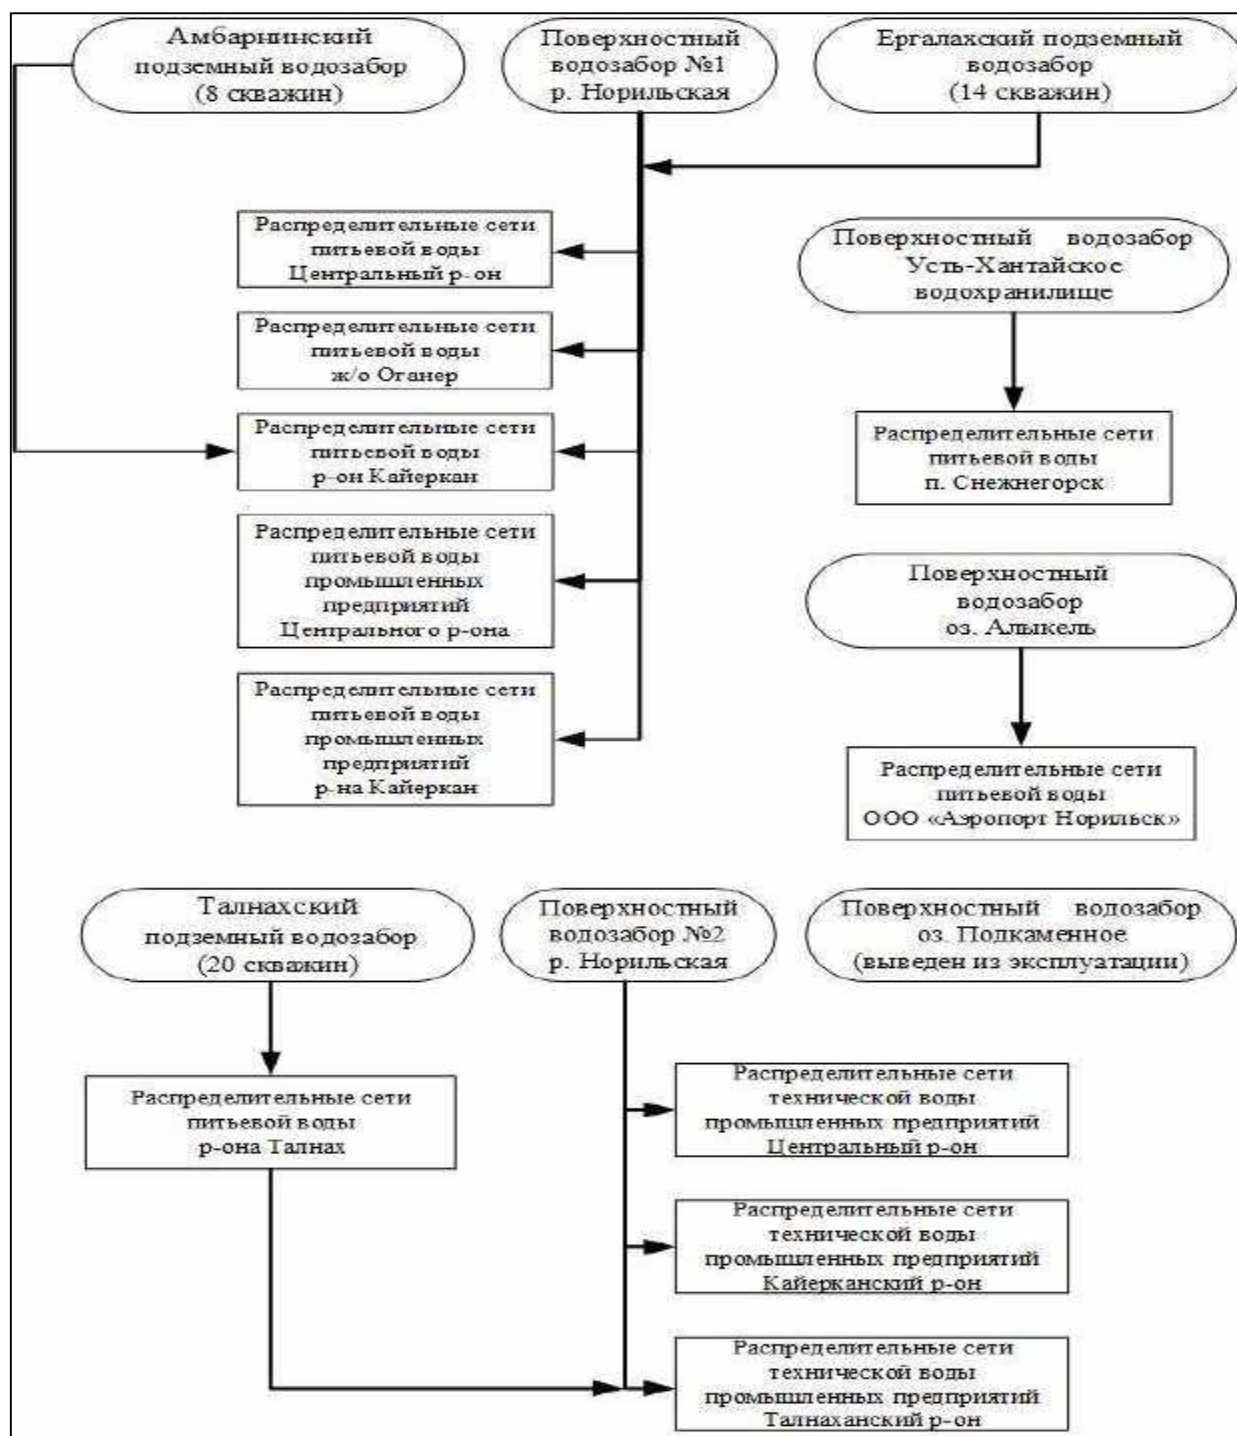 Амбарнинский
подземный водозабор
(8 скважин)
Поверхностный
водозабор №1
р. Норильская
Ергалахский подземный
водозабор
(14 скважин)
Распределительные сети
питьевой воды
Центральный р-он
Распределительные сети
питьевой воды
ж/о Оганер
Распределительные сети
питьевой воды
р-он Кайеркан
Распределительные сети
питьевой воды
промышленных
предприятий
Центрального р-она
Распределительные сети
питьевой воды
промышленных
предприятий
р-на Кайеркан
Поверхностный водозабор
Усть-Хантайское
водохранилище
Распределительные сети
питьевой воды
п. Снежнегорск
Поверхностный
водозабор
оз. Алыкель
Распределительные сети
питьевой воды
ООО «Аэропорт Норильск»
Талнахский
подземный водозабор
(20 скважин)
Поверхностный
водозабор №2
р. Норильская
Поверхностный водозабор
оз. Подкаменное
(выведен из эксплуатации)
Распределительные сети
питьевой воды
р-она Талнах
Распределительные сети
технической воды
промышленных предприятий
Центральный р-он
Распределительные сети
технической воды
промышленных предприятий
Кайерканский р-он
Распределительные сети
технической воды
промышленных предприятий
Талнаханский р-он